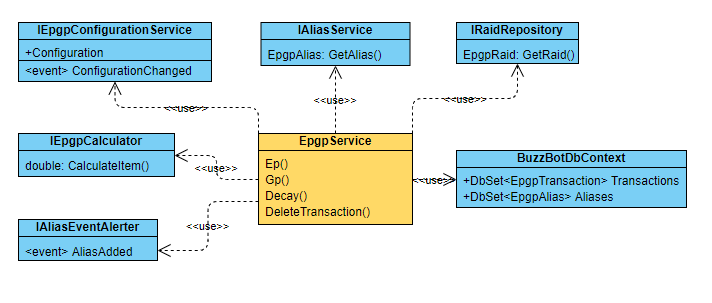 IEpgpConfigurationService
+Configuration
<event> ConfigurationChanged
IAliasService
EpgpAlias: GetAlias()
IRaidRepository
EpgpRaid: GetRaid()
<<use>>
<<use>>
<<use>>
IEpgpCalculator
double: CalculateItem()
<<use>>
EpgpService
Ep()
Gp()
Decay()
DeleteTransaction()
<<use>>
BuzzBotDbContext
+DbSet<EpgpTransaction> Transactions
+DbSet<EpgpAlias> Aliases
IAliasEventAlerter
<event> AliasAdded
<<use>>